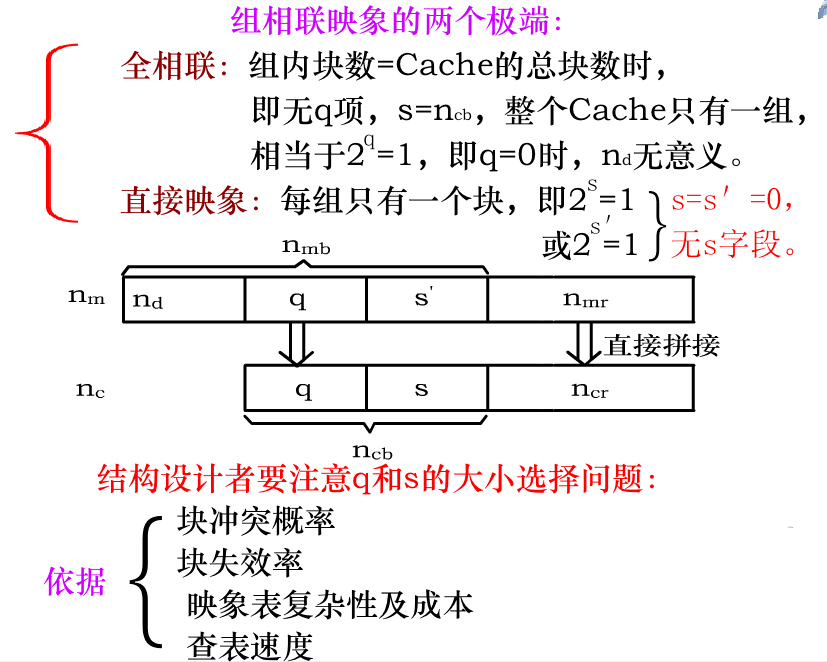 组相联映象的两个极端：
全相联：组内块数=Cache的总块数时，
即无q项，s=ncb，整个Cache只有一组，
相当于2q=1，即q=0时，nd无意义。
直接映象：每组只有一个块，即2s=1 s=s′=0，
或2s′=1 无s字段。
nmb
nm nd q s' nmr
直接拼接
nc q s ncr
ncb
结构设计者要注意q和s的大小选择问题：
块冲突概率
块失效率
依据
映象表复杂性及成本
查表速度